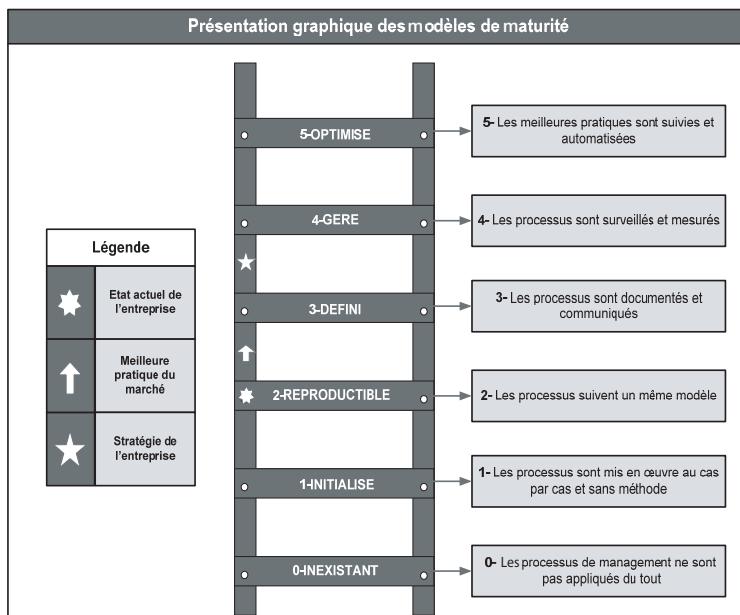 Présentation graphique des modèles de maturité
5-OPTIMISE
5- Les meilleures pratiques sont suivies et
automatisées
4-GERE
4- Les processus sont surveillés et mesurés
Légende
Etat actuel de
l'entreprise
Meilleure
pratique du
marché
Stratégie de
l'entreprise
3-DEFINI
3- Les processus sont documentés et
communiqués
2-REPRODUCTIBLE
2- Les processus suivent un même modèle
1-INITIALISE
1- Les processus sont mis en œuvre au cas
par cas et sans méthode
0-INEXISTANT
0- Les processus de management ne sont
pas appliqués du tout